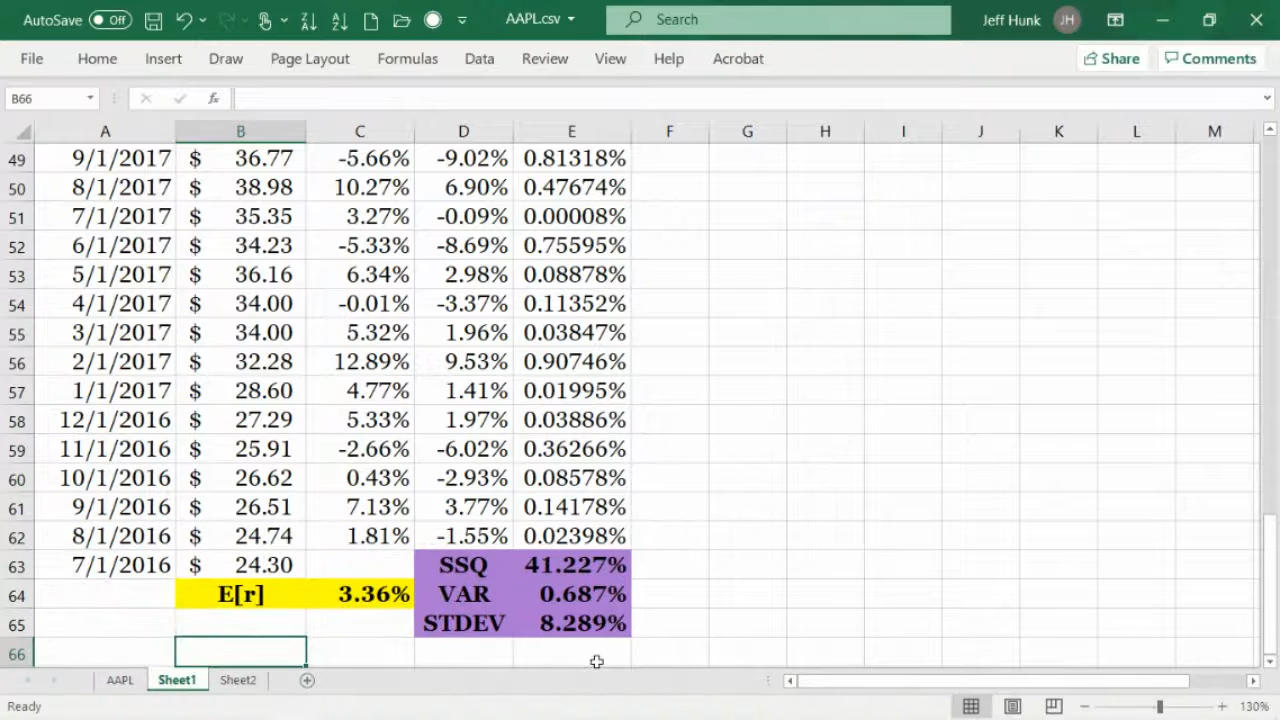 AutoSave Off AAPL.csv Search Jeff Hunk JH
File Home Insert Draw Page Layout Formulas Data Review View Help Acrobat Share Comments
B66 fx
A B C D E F G H I J K L M
49 9/1/2017 $ 36.77 -5.66% -9.02% 0.81318%
50 8/1/2017 $ 38.98 10.27% 6.90% 0.47674%
51 7/1/2017 $ 35.35 3.27% -0.09% 0.00008%
52 6/1/2017 $ 34.23 -5.33% -8.69% 0.75595%
53 5/1/2017 $ 36.16 6.34% 2.98% 0.08878%
54 4/1/2017 $ 34.00 -0.01% -3.37% 0.11352%
55 3/1/2017 $ 34.00 5.32% 1.96% 0.03847%
56 2/1/2017 $ 32.28 12.89% 9.53% 0.90746%
57 1/1/2017 $ 28.60 4.77% 1.41% 0.01995%
58 12/1/2016 $ 27.29 5.33% 1.97% 0.03886%
59 11/1/2016 $ 25.91 -2.66% -6.02% 0.36266%
60 10/1/2016 $ 26.62 0.43% -2.93% 0.08578%
61 9/1/2016 $ 26.51 7.13% 3.77% 0.14178%
62 8/1/2016 $ 24.74 1.81% -1.55% 0.02398%
63 7/1/2016 $ 24.30 SSQ 41.227%
64 E[r] 3.36% VAR 0.687%
65 STDEV 8.289%
66
AAPL Sheet1 Sheet2
Ready 130%